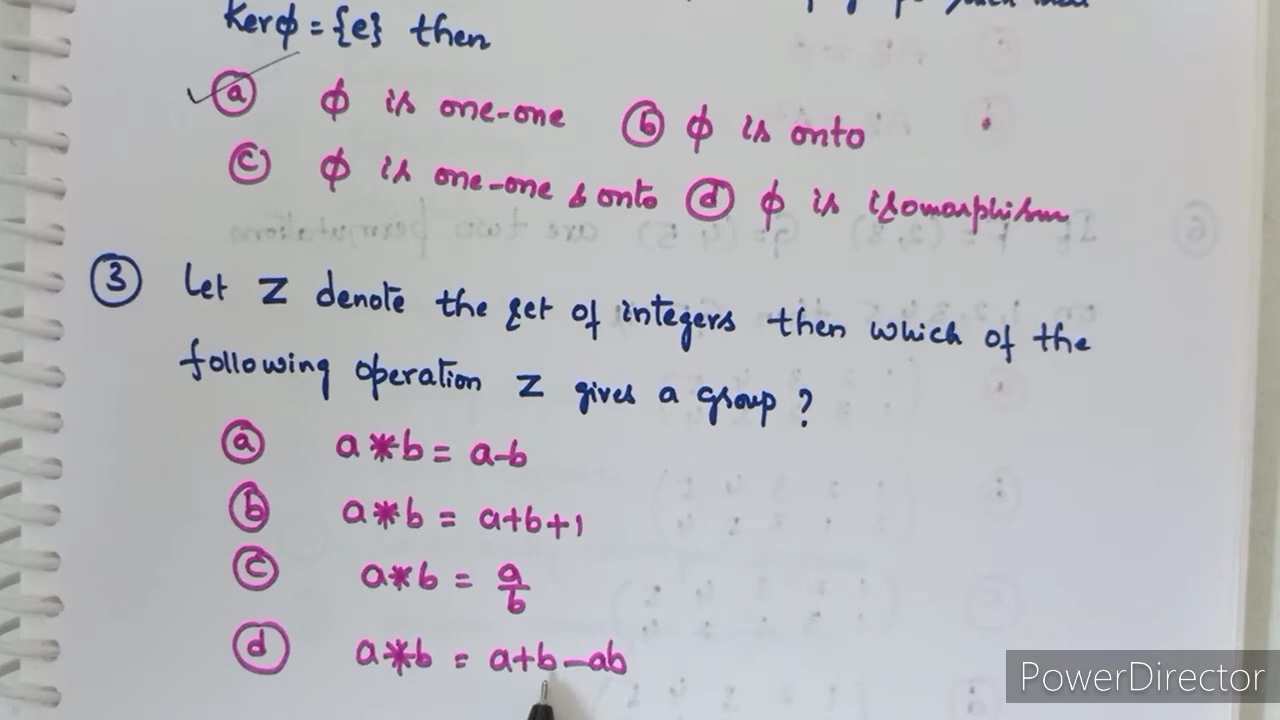 Kerφ = {e} then
ⓐ φ is one-one ⓑ φ is onto
ⓒ φ is one-one & onto ⓓ φ is isomorphism
③ Let Z denote the set of integers then which of the
following operation Z gives a group ?
ⓐ a*b = a-b
ⓑ a*b = a+b+1
ⓒ a*b = a/b
ⓓ a*b = a+b-ab
PowerDirector